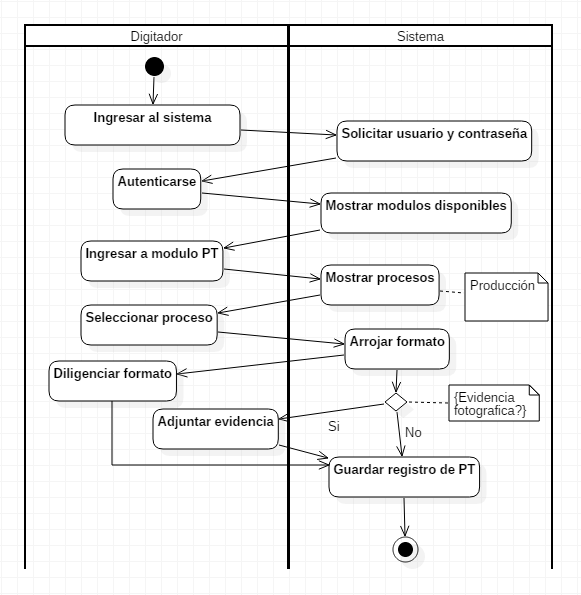 Digitador
Sistema
Ingresar al sistema
Solicitar usuario y contraseña
Autenticarse
Mostrar modulos disponibles
Ingresar a modulo PT
Mostrar procesos
Producción
Seleccionar proceso
Arrojar formato
Diligenciar formato
{Evidencia
fotografica?}
Adjuntar evidencia
Si
No
Guardar registro de PT